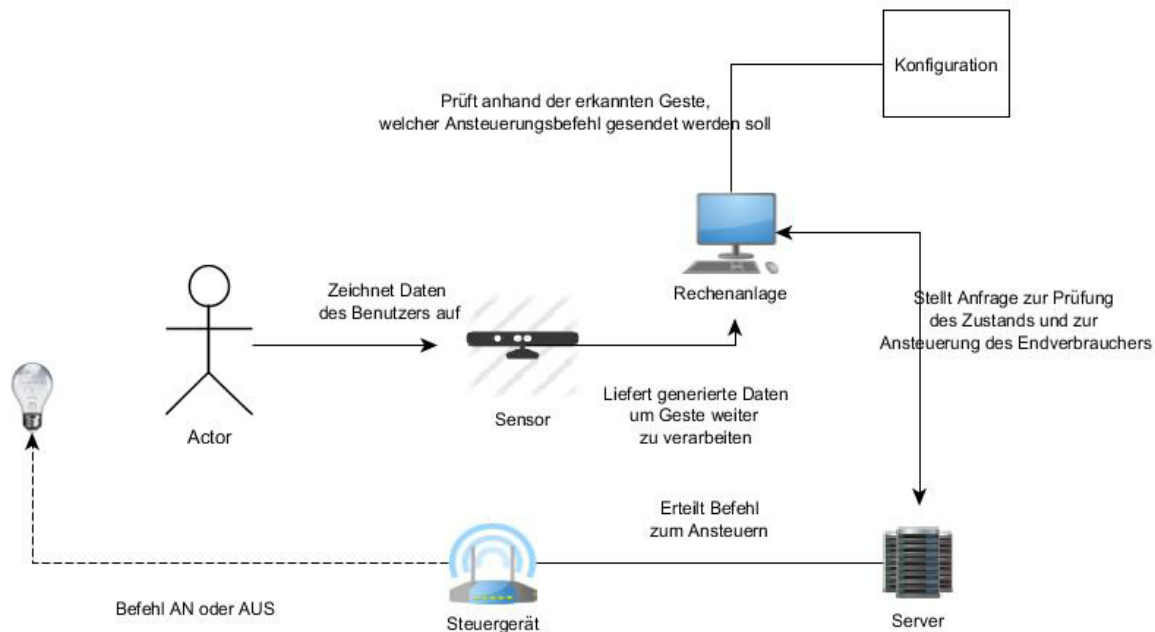 Konfiguration
Prüft anhand der erkannten Geste,
welcher Ansteuerungsbefehl gesendet werden soll
Rechenanlage
Zeichnet Daten
des Benutzers auf
Stellt Anfrage zur Prüfung
des Zustands und zur
Ansteuerung des Endverbrauchers
Liefert generierte Daten
um Geste weiter
zu verarbeiten
Sensor
Actor
Erteilt Befehl
zum Ansteuern
Befehl AN oder AUS
Steuergerät
Server